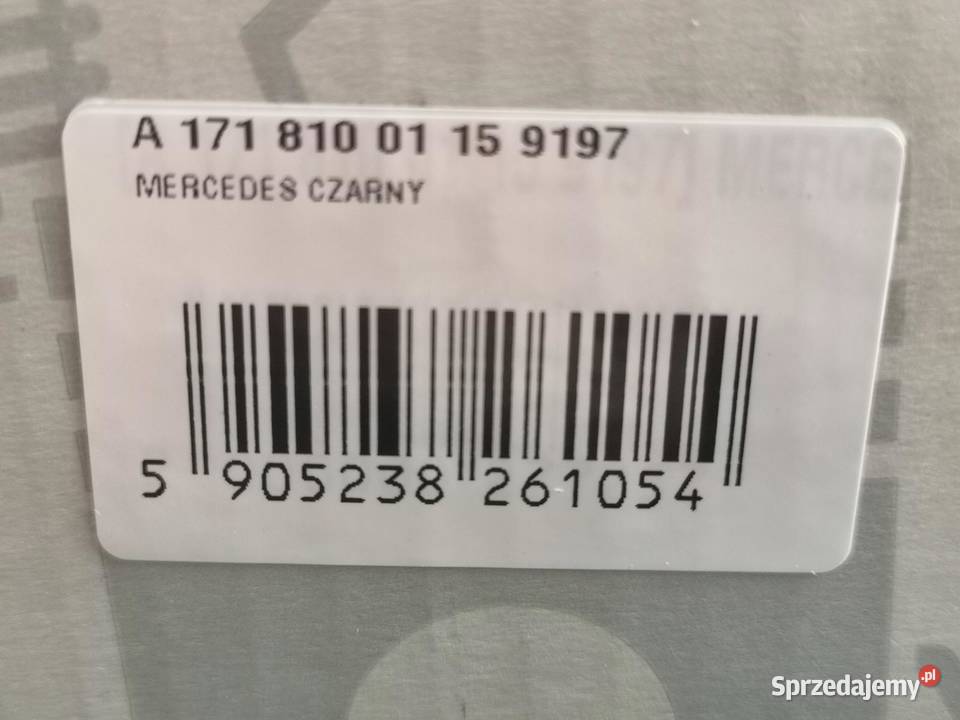 A 171 810 01 15 9197
MERCEDES CZARNY
5 905238 261054
Sprzedajemy.pl